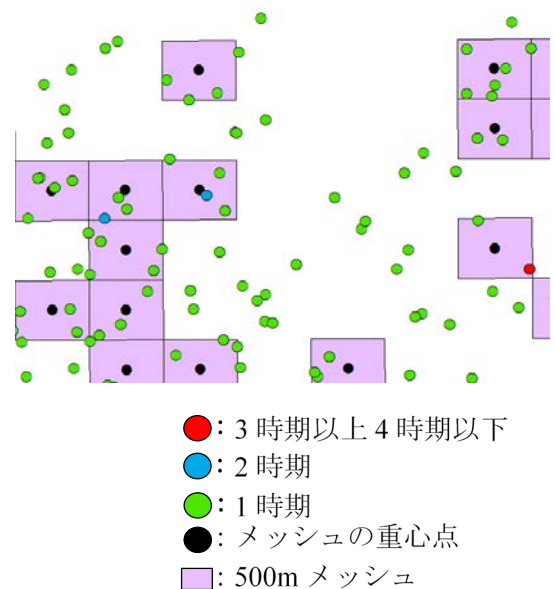 : 3 時期以上 4 時期以下
: 2 時期
: 1 時期
: メッシュの重心点
: 500m メッシュ